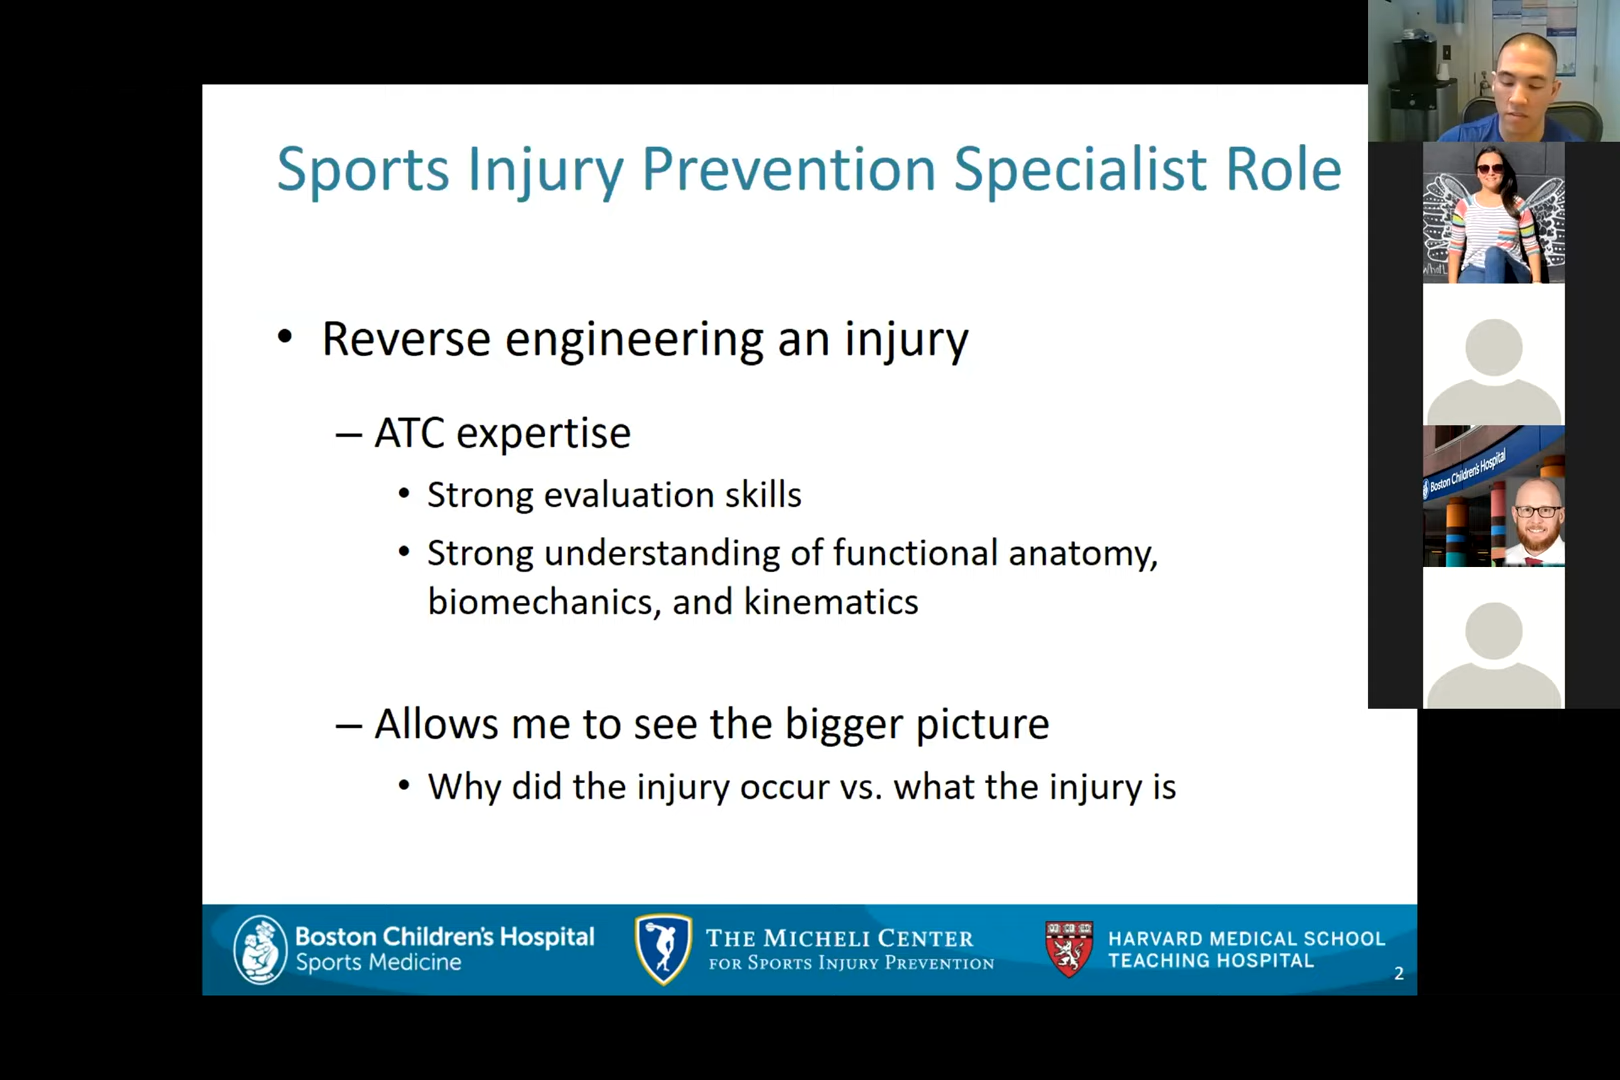 Sports Injury Prevention Specialist Role
• Reverse engineering an injury
– ATC expertise
• Strong evaluation skills
• Strong understanding of functional anatomy,
biomechanics, and kinematics
– Allows me to see the bigger picture
• Why did the injury occur vs. what the injury is
Boston Children's Hospital
Sports Medicine
THE MICHELI CENTER
FOR SPORTS INJURY PREVENTION
HARVARD MEDICAL SCHOOL
TEACHING HOSPITAL
2
Boston Children's Hospital